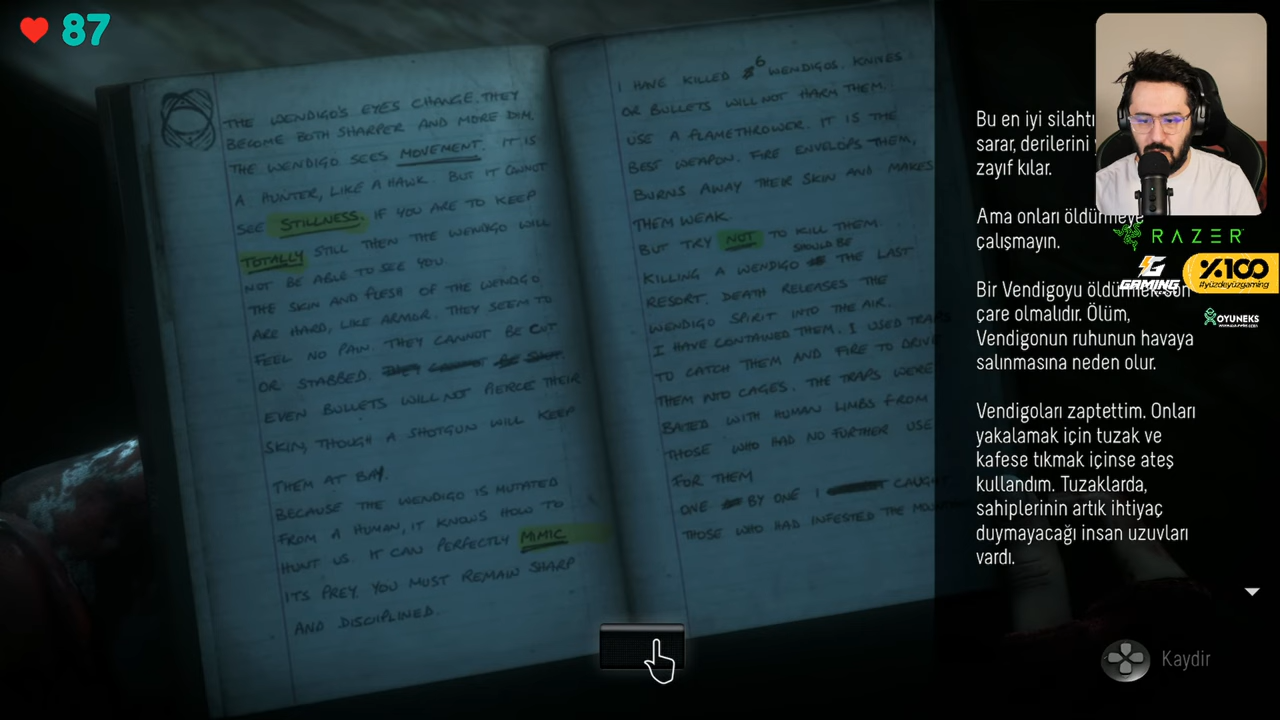 87
THE WENDIGO'S EYES CHANGE. THEY
BECOME BOTH SHARPER AND MORE DIM.
THE WENDIGO SEES MOVEMENT. IT IS
A HUNTER, LIKE A HAWK. BUT IT CANNOT
SEE STILLNESS. IF YOU ARE TO KEEP
TOTALLY STILL THEN THE WENDIGO WILL
NOT BE ABLE TO SEE YOU.
THE SKIN AND FLESH OF THE WENDIGO
ARE HARD, LIKE ARMOR. THEY SEEM TO
FEEL NO PAIN. THEY CANNOT BE CUT
OR STABBED. THEY CANNOT BE SHOT.
EVEN BULLETS WILL NOT PIERCE THEIR
SKIN, THOUGH A SHOTGUN WILL KEEP
THEM AT BAY.
BECAUSE THE WENDIGO IS MUTATED
FROM A HUMAN, IT KNOWS HOW TO
HUNT US. IT CAN PERFECTLY MIMIC
ITS PREY. YOU MUST REMAIN SHARP
AND DISCIPLINED.
I HAVE KILLED 6 WENDIGOS. KNIVES
OR BULLETS WILL NOT HARM THEM.
USE A FLAMETHROWER. IT IS THE
BEST WEAPON. FIRE ENVELOPS THEM,
BURNS AWAY THEIR SKIN AND MAKES
THEM WEAK.
BUT TRY NOT TO KILL THEM.
KILLING A WENDIGO SHOULD BE THE LAST
RESORT. DEATH RELEASES THE
WENDIGO SPIRIT INTO THE AIR.
I HAVE CONTAINED THEM. I USED TRAPS
TO CATCH THEM AND FIRE TO DRIVE
THEM INTO CAGES. THE TRAPS WERE
BAITED WITH HUMAN LIMBS FROM
THOSE WHO HAD NO FURTHER USE
FOR THEM
ONE BY ONE I CAUGHT
THOSE WHO HAD INFESTED THE
Bu en iyi silahtı
sarar, derilerini
zayıf kılar.
Ama onları öldürmeye
çalışmayın.
Bir Vendigoyu öldürmek son
çare olmalıdır. Ölüm,
Vendigonun ruhunun havaya
salınmasına neden olur.
Vendigoları zaptettim. Onları
yakalamak için tuzak ve
kafese tıkmak içinse ateş
kullandım. Tuzaklarda,
sahiplerinin artık ihtiyaç
duymayacağı insan uzuvları
vardı.
RAZER
GAMING
%100
#yüzdeyüzgaming
OYUNEKS
Kaydır